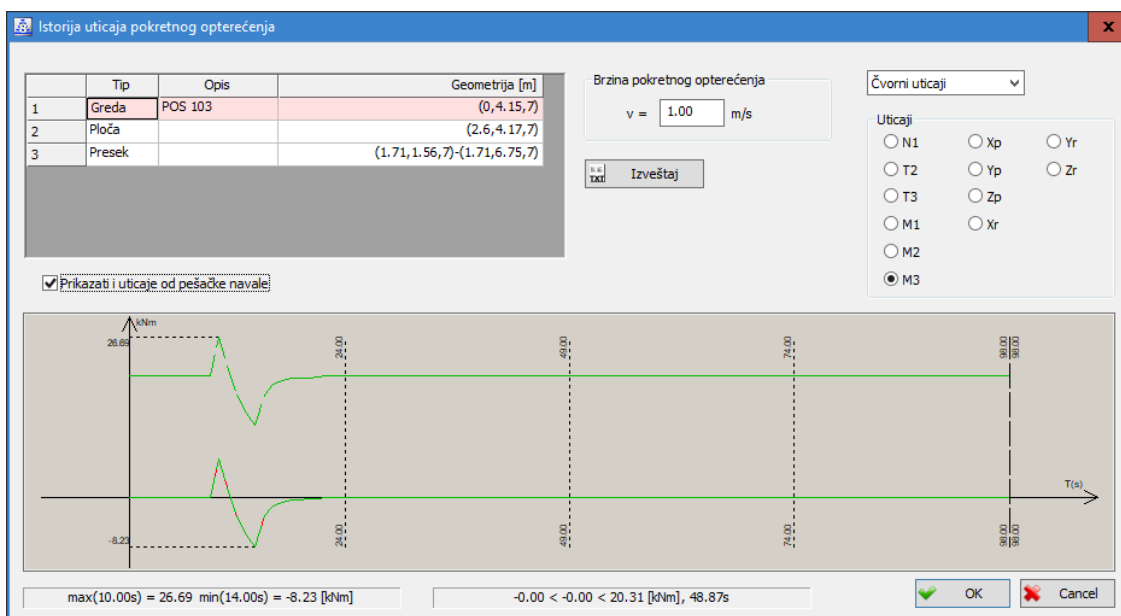 Istorija uticaja pokretnog opterećenja
x
Tip Opis Geometrija [m]
1 Greda POS 103 (0,4.15,7)
2 Ploča (2.6,4.17,7)
3 Presek (1.71,1.56,7)-(1.71,6.75,7)
Brzina pokretnog opterećenja
v = 1.00 m/s
TXT Izveštaj
Čvorni uticaji
Uticaji
N1 Xp Yr
T2 Yp Zr
T3 Zp
M1 Xr
M2
M3
Prikazati i uticaje od pešačke navale
kNm
26.69
24.00 49.00 74.00 98.00 98.00
T(s)
-8.23
24.00 49.00 74.00 98.00 98.00
max(10.00s) = 26.69 min(14.00s) = -8.23 [kNm]
-0.00 < -0.00 < 20.31 [kNm], 48.87s
OK
Cancel